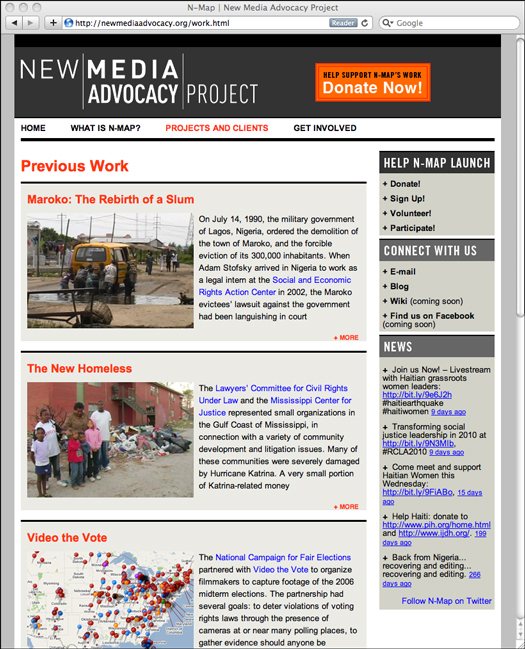 N-Map | New Media Advocacy Project
http://newmediaadvocacy.org/work.html
Reader
Google
NEW MEDIA
ADVOCACY PROJECT
HELP SUPPORT N-MAP'S WORK
Donate Now!
HOME
WHAT IS N-MAP?
PROJECTS AND CLIENTS
GET INVOLVED
Previous Work
Maroko: The Rebirth of a Slum
On July 14, 1990, the military government
of Lagos, Nigeria, ordered the demolition of
the town of Maroko, and the forcible
eviction of its 300,000 inhabitants. When
Adam Stofsky arrived in Nigeria to work as
a legal intern at the Social and Economic
Rights Action Center in 2002, the Maroko
evictees' lawsuit against the government
had been languishing in court
+ MORE
The New Homeless
The Lawyers' Committee for Civil Rights
Under Law and the Mississippi Center for
Justice represented small organizations in
the Gulf Coast of Mississippi, in
connection with a variety of community
development and litigation issues. Many of
these communities were severely damaged
by Hurricane Katrina. A very small portion
of Katrina-related money
+ MORE
Video the Vote
The National Campaign for Fair Elections
partnered with Video the Vote to organize
filmmakers to capture footage of the 2006
midterm elections. The partnership had
several goals: to deter violations of voting
rights laws through the presence of
cameras at or near many polling places, to
gather evidence should anyone be
HELP N-MAP LAUNCH
+ Donate!
+ Sign Up!
+ Volunteer!
+ Participate!
CONNECT WITH US
+ E-mail
+ Blog
+ Wiki (coming soon)
+ Find us on Facebook
(coming soon)
NEWS
+ Join us Now! – Livestream
with Haitian grassroots
women leaders:
http://bit.ly/9e6J2h
#haitiearthquake
#haitiwomen 9 days ago
+ Transforming social
justice leadership in 2010 at
http://bit.ly/9N3MIb,
#RCLA2010 9 days ago
+ Come meet and support
Haitian Women this
Wednesday:
http://bit.ly/9FiABo, 15 days
ago
+ Help Haiti: donate to
http://www.pih.org/home.html
and http://www.ijdh.org/. 199
days ago
+ Back from Nigeria...
recovering and editing...
recovering and editing. 266
days ago
Follow N-Map on Twitter